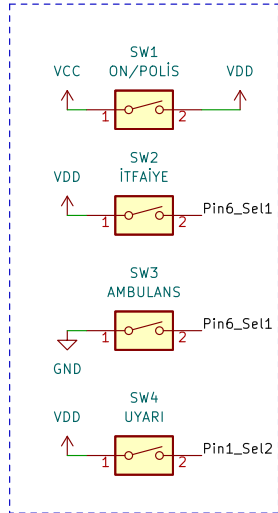 SW1
VCC ON/POLİS VDD
1 2
SW2
VDD İTFAİYE
Pin6_Sel1
1 2
SW3
AMBULANS
Pin6_Sel1
1 2
GND
SW4
VDD UYARI
Pin1_Sel2
1 2